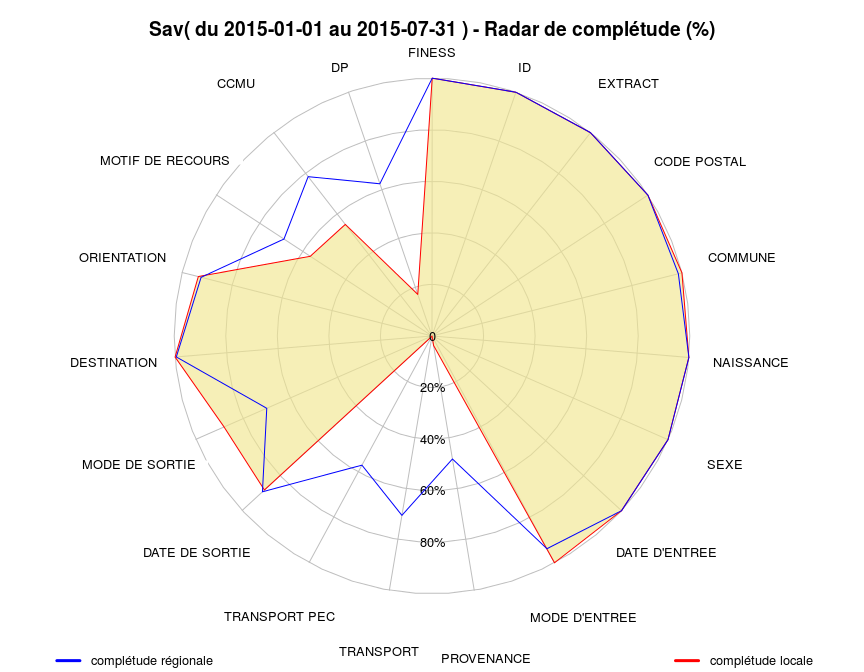 Sav( du 2015-01-01 au 2015-07-31 ) - Radar de complétude (%)
FINESS
ID
EXTRACT
CODE POSTAL
COMMUNE
NAISSANCE
SEXE
DATE D'ENTREE
MODE D'ENTREE
PROVENANCE
TRANSPORT
TRANSPORT PEC
DATE DE SORTIE
MODE DE SORTIE
DESTINATION
ORIENTATION
MOTIF DE RECOURS
CCMU
DP
0
20%
40%
60%
80%
complétude régionale
complétude locale